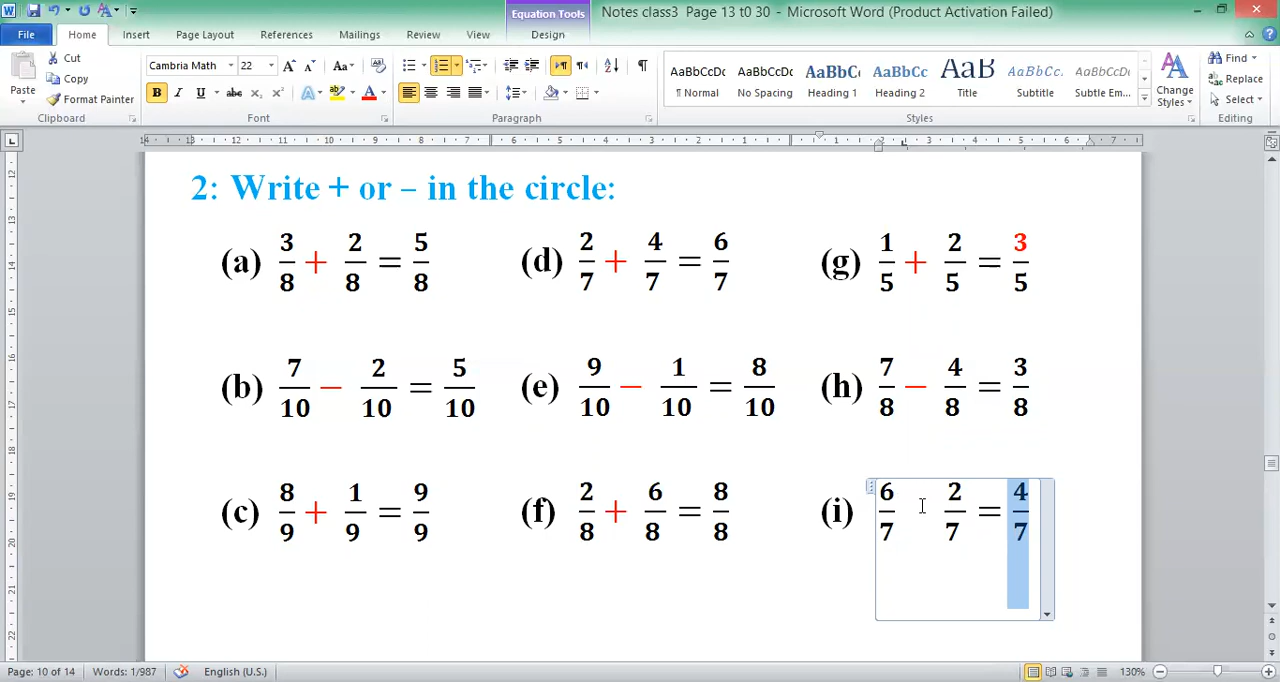 Equation Tools
Notes class3 Page 13 to 30 - Microsoft Word (Product Activation Failed)
File Home Insert Page Layout References Mailings Review View Design
Cut
Copy
Format Painter
Paste
Cambria Math 22
Aa
B I U abc x₂ x²
AaBbCcDc AaBbCcDc AaBbC AaBbCc AaB AaBbCc. AaBbCcDc
¶ Normal No Spacing Heading 1 Heading 2 Title Subtitle Subtle Em...
Change Styles
Find
Replace
Select
Clipboard Font Paragraph Styles Editing
2: Write + or – in the circle:
(a) 3/8 + 2/8 = 5/8 (d) 2/7 + 4/7 = 6/7 (g) 1/5 + 2/5 = 3/5
(b) 7/10 − 2/10 = 5/10 (e) 9/10 − 1/10 = 8/10 (h) 7/8 − 4/8 = 3/8
(c) 8/9 + 1/9 = 9/9 (f) 2/8 + 6/8 = 8/8 (i) 6/7 2/7 = 4/7
Page: 10 of 14 Words: 1/987 English (U.S.) 130%